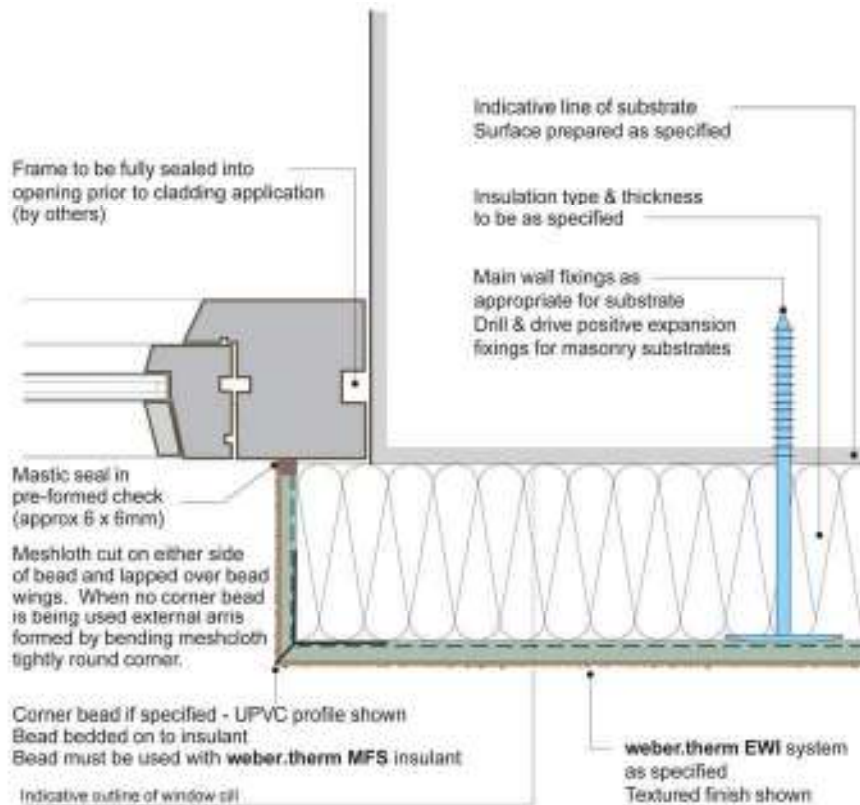 Indicative line of substrate
Surface prepared as specified
Frame to be fully sealed into
opening prior to cladding application
(by others)
Insulation type & thickness
to be as specified
Main wall fixings as
appropriate for substrate
Drill & drive positive expansion
fixings for masonry substrates
Mastic seal in
pre-formed check
(approx 6 x 6mm)
Meshloth cut on either side
of bead and lapped over bead
wings. When no corner bead
is being used external arris
formed by bending meshcloth
tightly round corner.
Corner bead if specified - UPVC profile shown
Bead bedded on to insulant
Bead must be used with weber.therm MFS insulant
Indicative outline of window cill
weber.therm EWI system
as specified
Textured finish shown